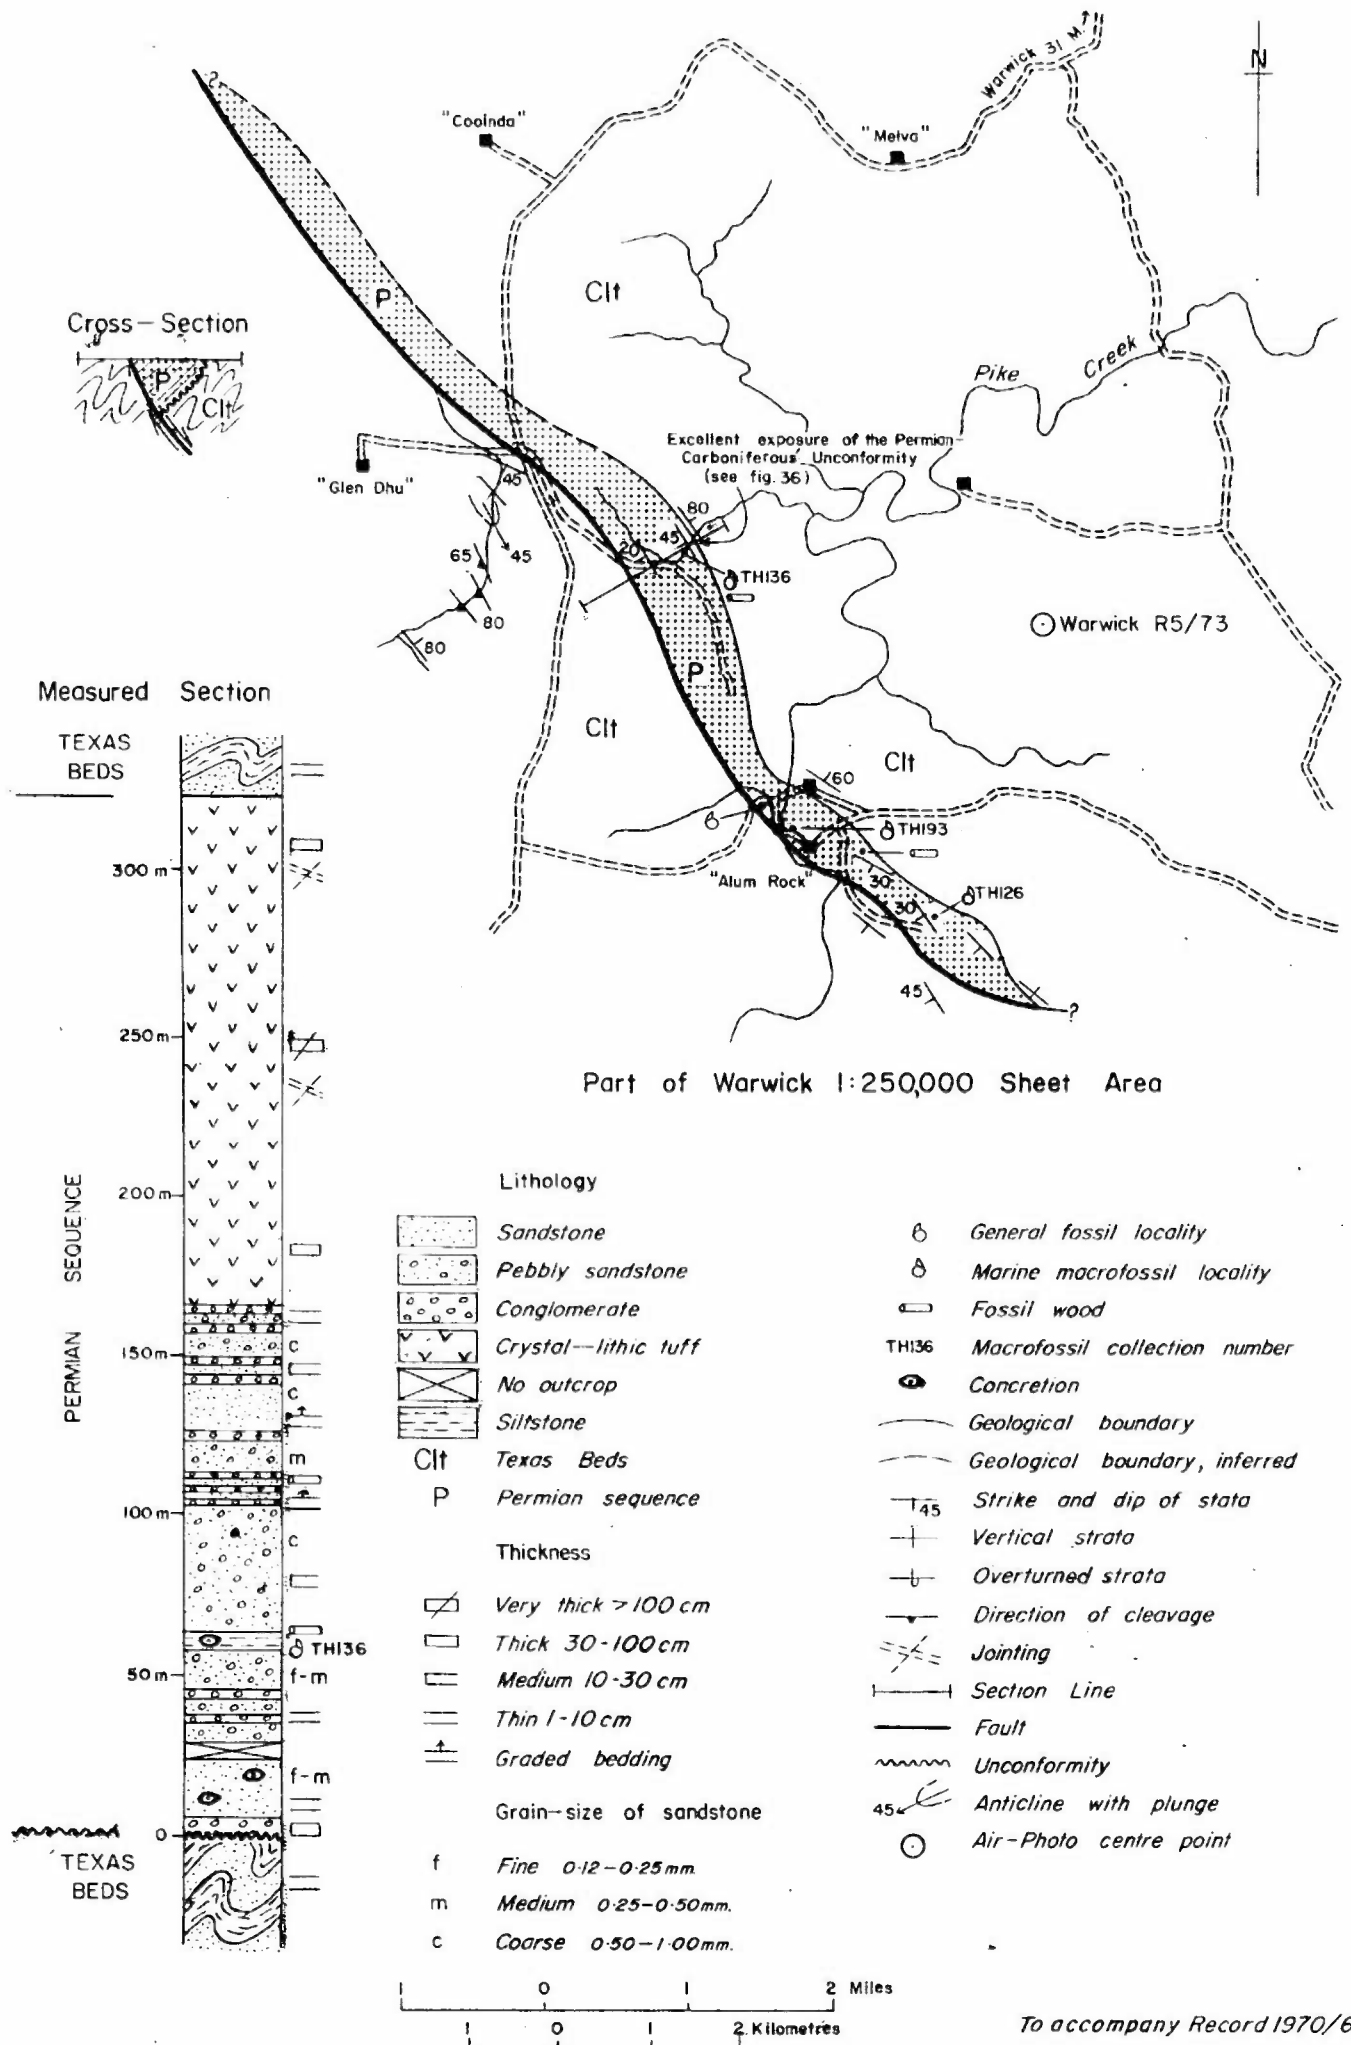 Warwick 31 M.
N
"Cooinda"
"Melva"
Clt
P
Cross-Section
P
Clt
Pike Creek
Excellent exposure of the Permian-
Carboniferous Unconformity
(see fig. 36)
"Glen Dhu"
45
80
45
20
65
45
80
80
TH136
Warwick R5/73
P
Clt
Clt
60
TH193
"Alum Rock"
30
30
TH126
45
?
?
Part of Warwick 1:250,000 Sheet Area
Measured Section
TEXAS
BEDS
300 m
250 m
200 m
150 m
100 m
50 m
0
PERMIAN SEQUENCE
c
c
m
c
TH136
f-m
f-m
TEXAS
BEDS
Lithology
Sandstone
Pebbly sandstone
Conglomerate
Crystal-lithic tuff
No outcrop
Siltstone
Clt Texas Beds
P Permian sequence
Thickness
Very thick > 100 cm
Thick 30-100 cm
Medium 10-30 cm
Thin 1-10 cm
Graded bedding
Grain-size of sandstone
f Fine 0·12-0·25mm.
m Medium 0·25-0·50mm.
c Coarse 0·50-1·00mm.
General fossil locality
Marine macrofossil locality
Fossil wood
TH136 Macrofossil collection number
Concretion
Geological boundary
Geological boundary, inferred
45 Strike and dip of stata
Vertical strata
Overturned strata
Direction of cleavage
Jointing
Section Line
Fault
Unconformity
45 Anticline with plunge
Air-Photo centre point
1 0 1 2 Miles
1 0 1 2 Kilometres
To accompany Record 1970/6